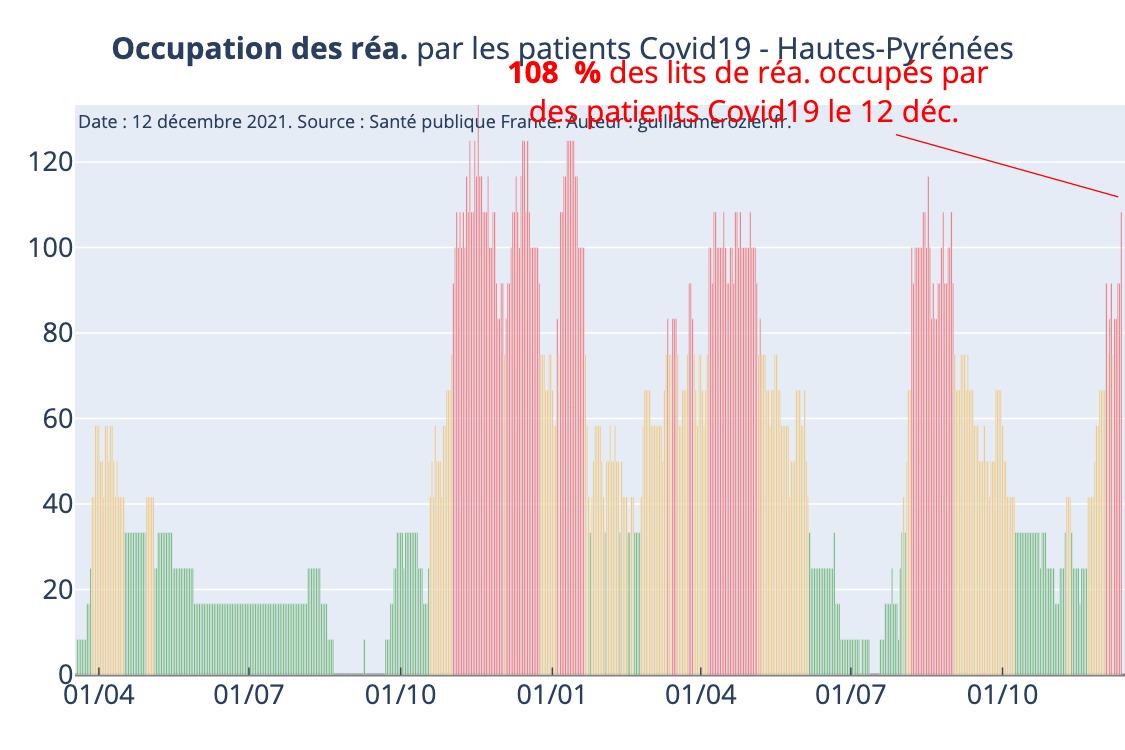 Occupation des réa. par les patients Covid19 - Hautes-Pyrénées
108 % des lits de réa. occupés par
des patients Covid19 le 12 déc.
Date : 12 décembre 2021. Source : Santé publique France. Auteur : guillaumerozier.fr.
120
100
80
60
40
20
0
01/04 01/07 01/10 01/01 01/04 01/07 01/10